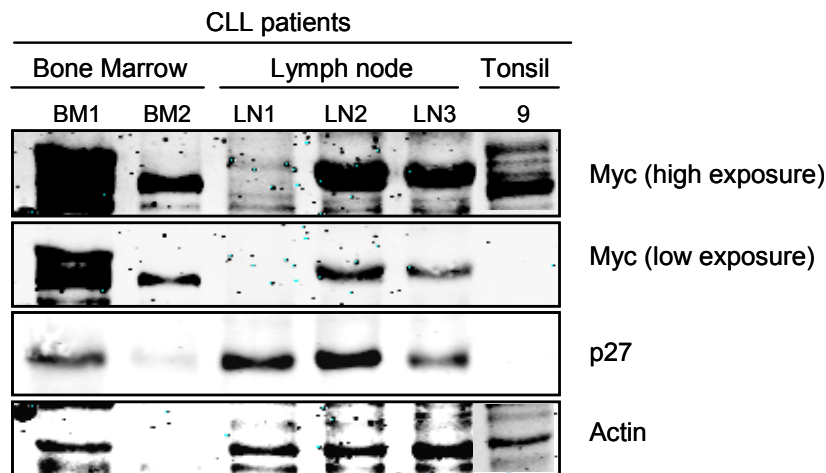 CLL patients
Bone Marrow Lymph node Tonsil
BM1 BM2 LN1 LN2 LN3 9
Myc (high exposure)
Myc (low exposure)
p27
Actin